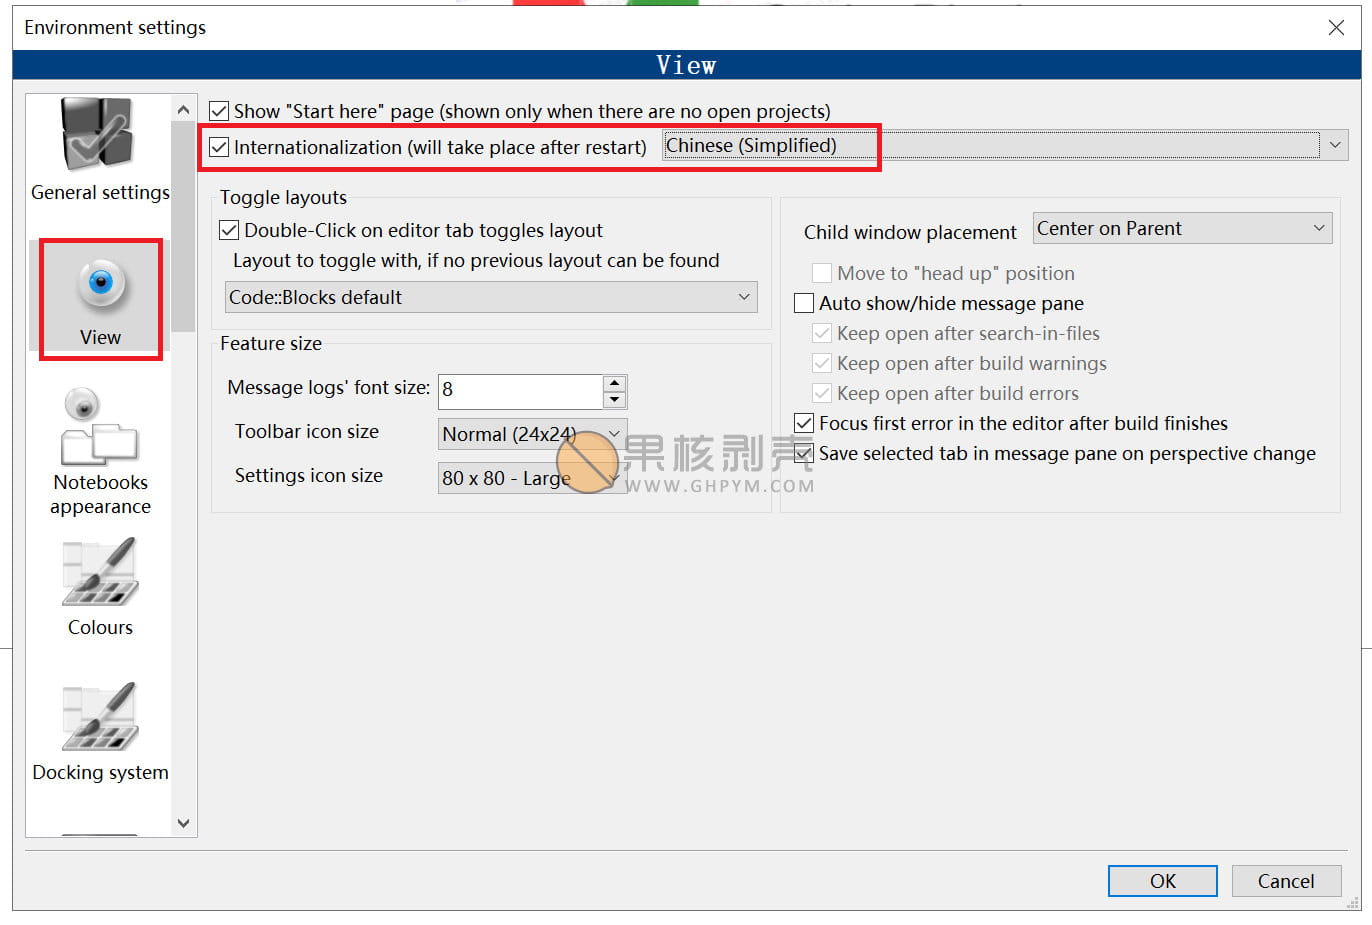 Environment settings
View
General settings
View
Notebooks
appearance
Colours
Docking system
Show "Start here" page (shown only when there are no open projects)
Internationalization (will take place after restart)
Chinese (Simplified)
Toggle layouts
Double-Click on editor tab toggles layout
Layout to toggle with, if no previous layout can be found
Code::Blocks default
Feature size
Message logs' font size:
8
Toolbar icon size
Normal (24x24)
Settings icon size
80 x 80 - Large
Child window placement
Center on Parent
Move to "head up" position
Auto show/hide message pane
Keep open after search-in-files
Keep open after build warnings
Keep open after build errors
Focus first error in the editor after build finishes
Save selected tab in message pane on perspective change
果核剥壳
WWW.GHPYM.COM
OK
Cancel